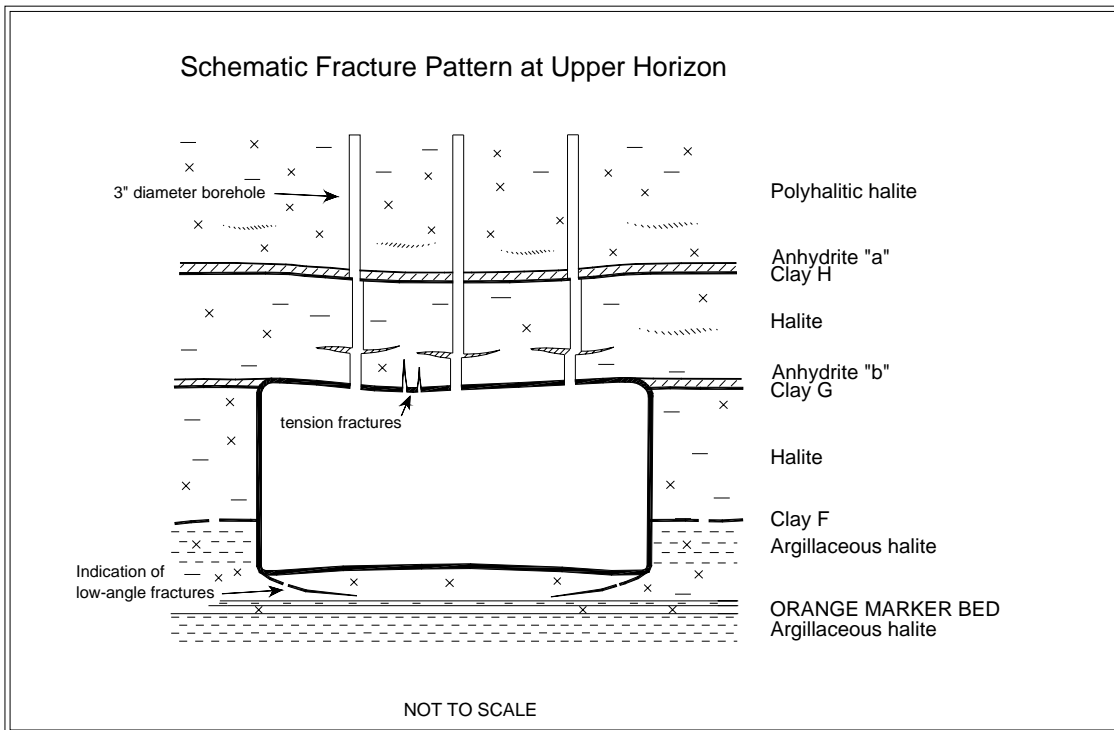 Schematic Fracture Pattern at Upper Horizon
3" diameter borehole
Polyhalitic halite
Anhydrite "a"
Clay H
Halite
Anhydrite "b"
Clay G
tension fractures
Halite
Clay F
Argillaceous halite
Indication of
low-angle fractures
ORANGE MARKER BED
Argillaceous halite
NOT TO SCALE